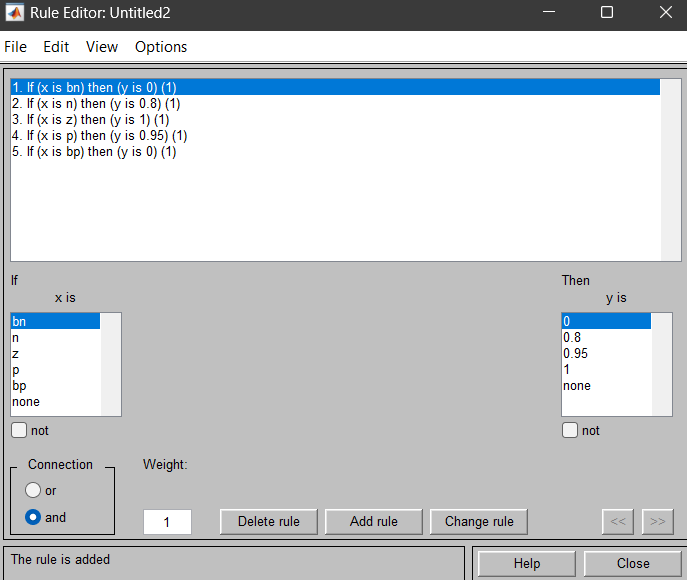 Rule Editor: Untitled2
File Edit View Options
1. If (x is bn) then (y is 0) (1)
2. If (x is n) then (y is 0.8) (1)
3. If (x is z) then (y is 1) (1)
4. If (x is p) then (y is 0.95) (1)
5. If (x is bp) then (y is 0) (1)
If
x is
bn
n
z
p
bp
none
not
Then
y is
0
0.8
0.95
1
none
not
Connection
or
and
Weight:
1
Delete rule
Add rule
Change rule
<<
>>
The rule is added
Help
Close